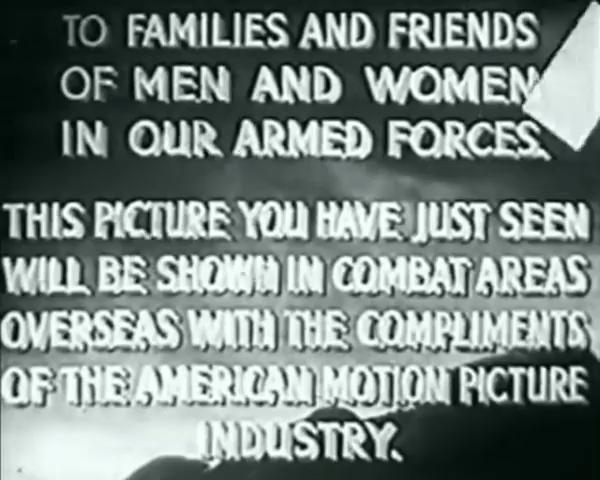 TO FAMILIES AND FRIENDS
OF MEN AND WOMEN
IN OUR ARMED FORCES.
THIS PICTURE YOU HAVE JUST SEEN
WILL BE SHOWN IN COMBAT AREAS
OVERSEAS WITH THE COMPLIMENTS
OF THE AMERICAN MOTION PICTURE
INDUSTRY.